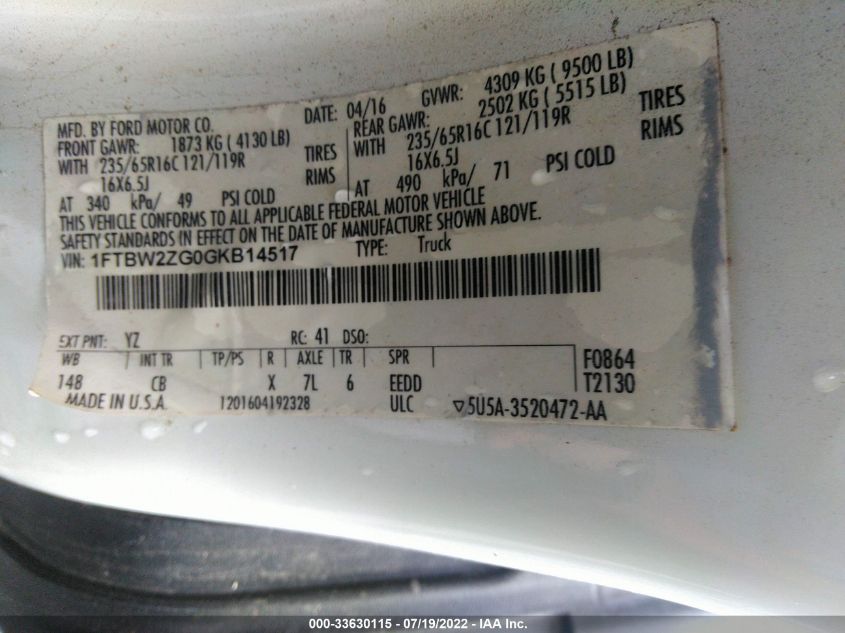 MFD. BY FORD MOTOR CO. DATE: 04/16 GVWR: 4309 KG ( 9500 LB)
FRONT GAWR: 1873 KG ( 4130 LB) REAR GAWR: 2502 KG ( 5515 LB)
WITH 235/65R16C 121/119R TIRES WITH 235/65R16C 121/119R TIRES
16X6.5J RIMS 16X6.5J RIMS
AT 340 kPa/ 49 PSI COLD AT 490 kPa/ 71 PSI COLD
THIS VEHICLE CONFORMS TO ALL APPLICABLE FEDERAL MOTOR VEHICLE
SAFETY STANDARDS IN EFFECT ON THE DATE OF MANUFACTURE SHOWN ABOVE.
VIN: 1FTBW2ZG0GKB14517 TYPE: Truck
EXT PNT: YZ RC: 41 DSO:
WB INT TR TP/PS R AXLE TR SPR F0864
148 CB X 7L 6 EEDD T2130
MADE IN U.S.A. 1201604192328 ULC ▽5U5A-3520472-AA
000-33630115 - 07/19/2022 - IAA Inc.